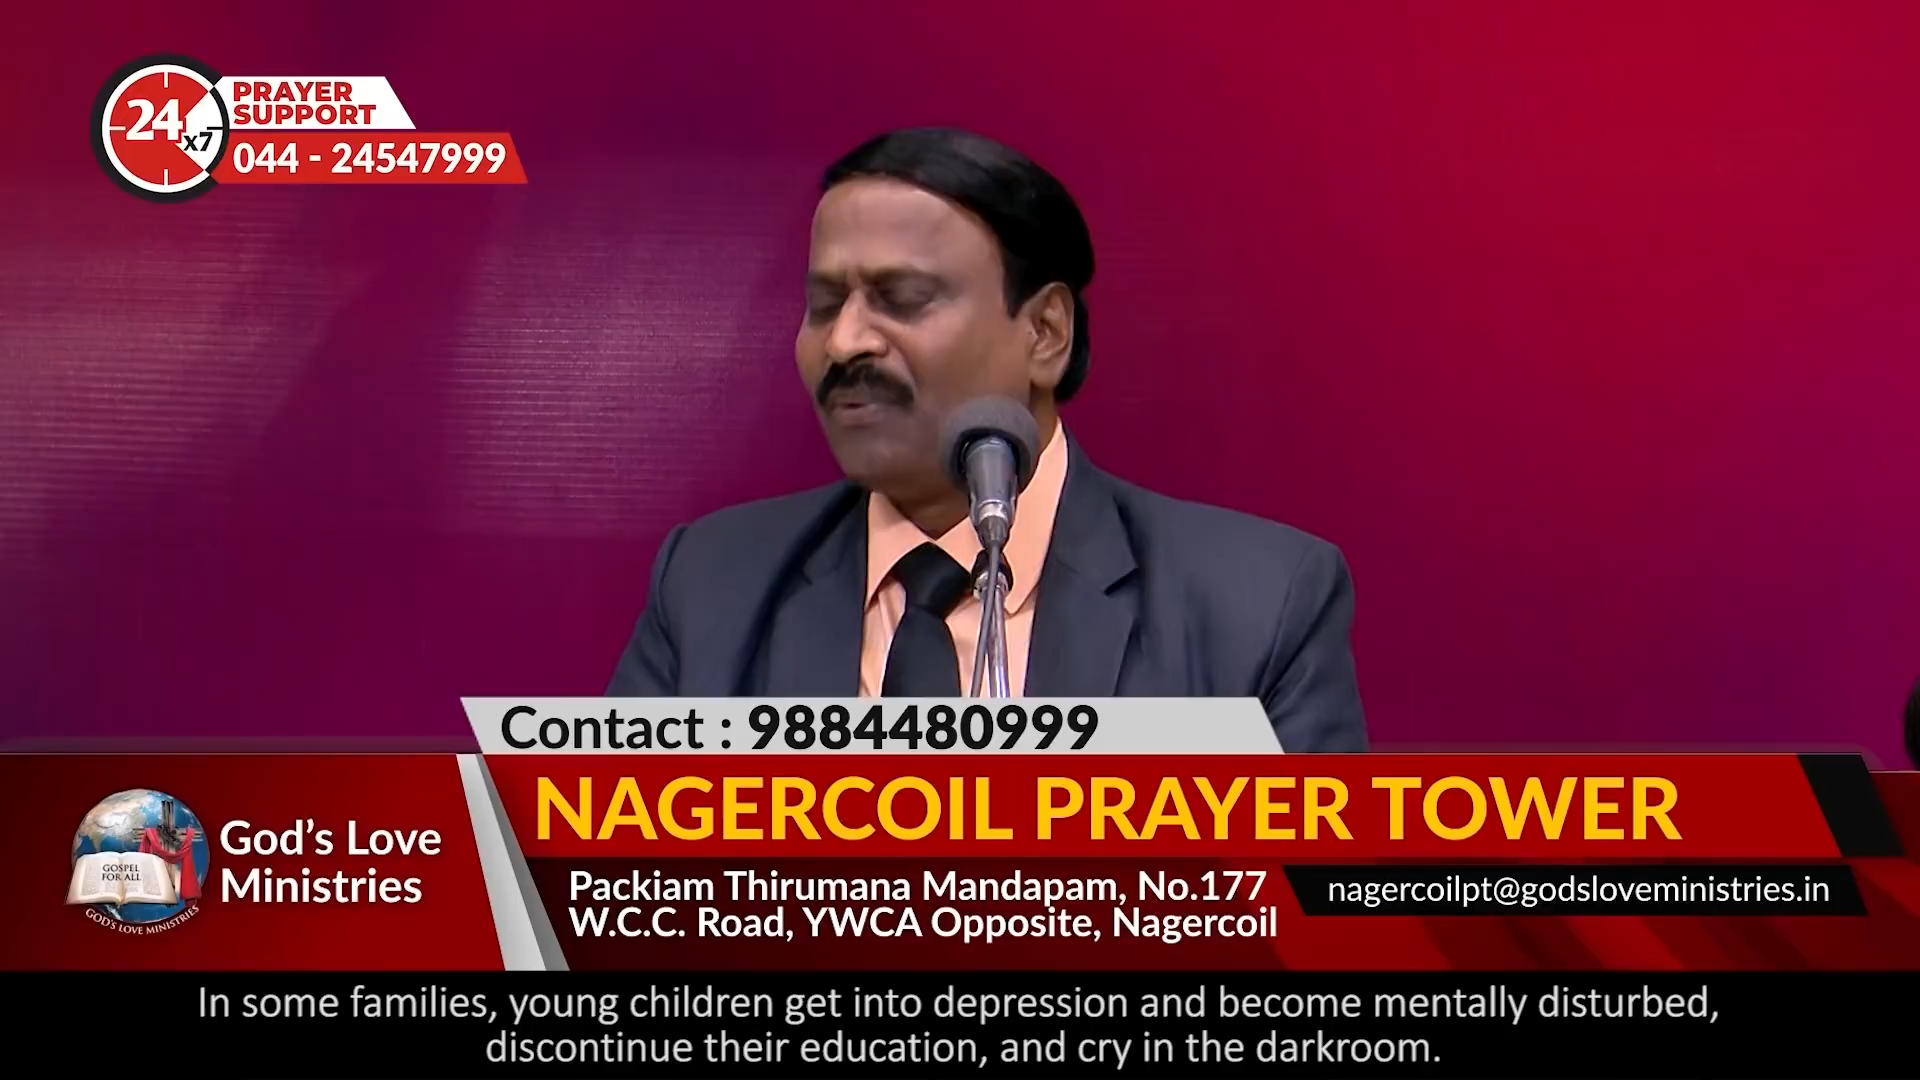 24
x7
PRAYER
SUPPORT
044 - 24547999
Contact : 9884480999
NAGERCOIL PRAYER TOWER
GOSPEL
FOR ALL
GOD'S LOVE MINISTRIES
God's Love
Ministries
Packiam Thirumana Mandapam, No.177
W.C.C. Road, YWCA Opposite, Nagercoil
nagercoilpt@godsloveministries.in
In some families, young children get into depression and become mentally disturbed,
discontinue their education, and cry in the darkroom.